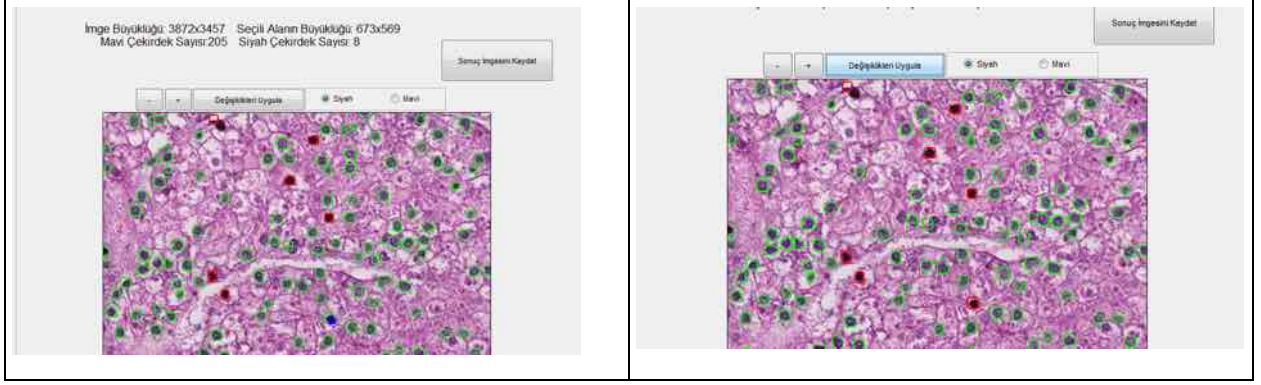 İmge Büyüklüğü: 3872x3457 Seçili Alanın Büyüklüğü: 673x569
Mavi Çekirdek Sayısı:205 Siyah Çekirdek Sayısı: 8
Sonuç İmgesini Kaydet
- + Değişiklikleri Uygula Siyah Mavi
Sonuç İmgesini Kaydet
- + Değişiklikleri Uygula Siyah Mavi